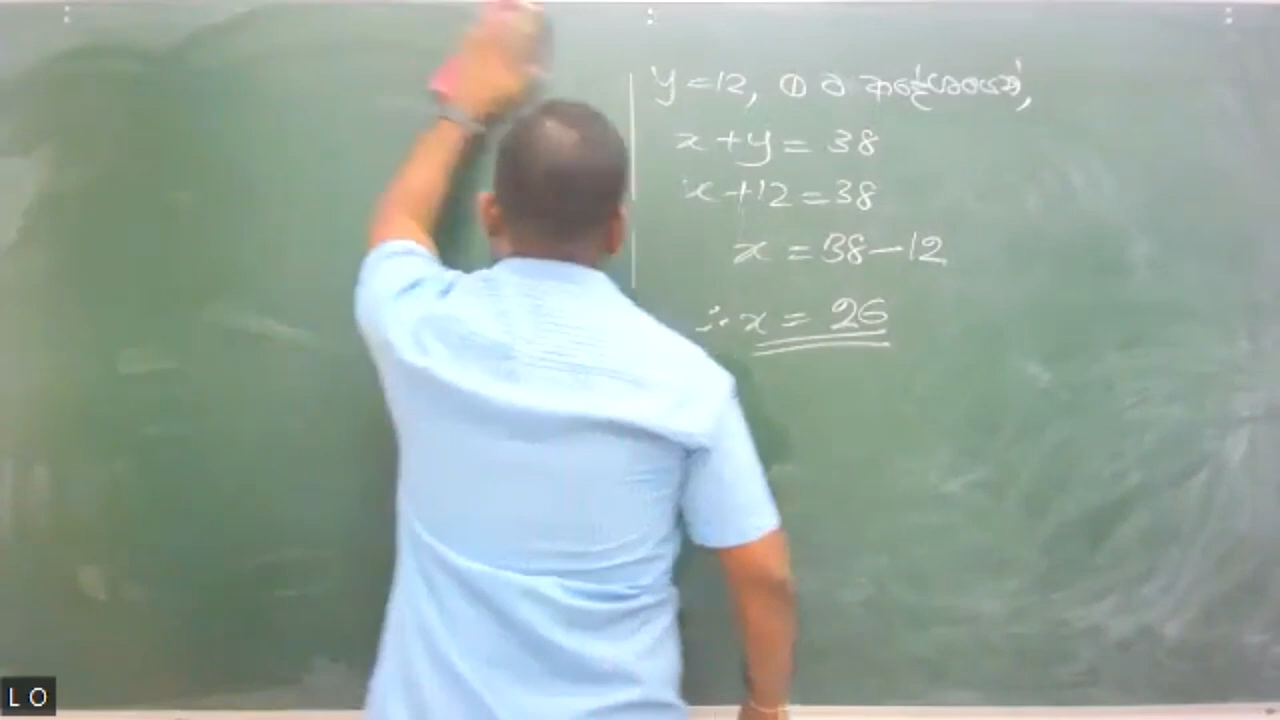 y = 12, ① ට ආදේශයෙන්,
x + y = 38
x + 12 = 38
x = 38 - 12
∴ x = 26
L O